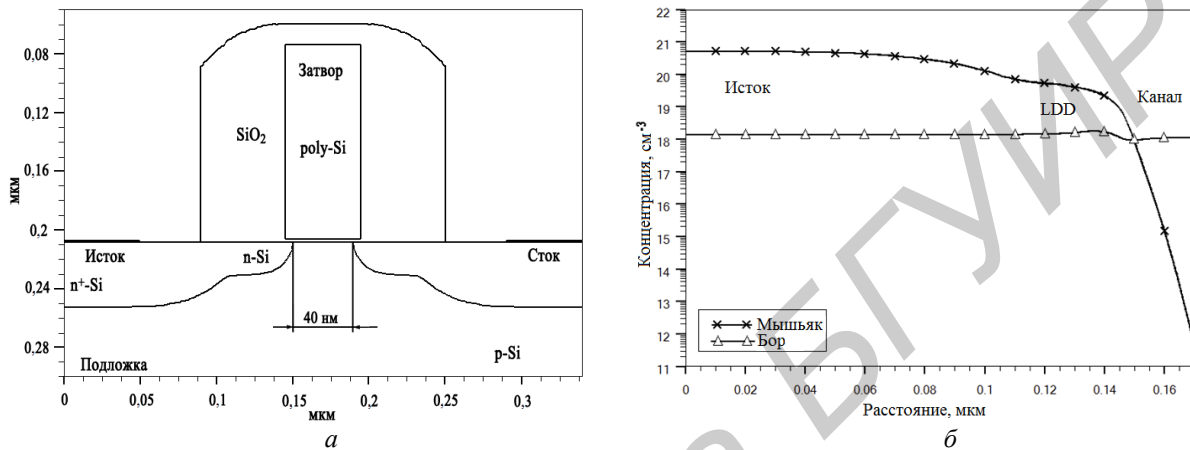 0,08
0,12
0,16
0,2
0,24
0,28
мкм
Затвор
SiO2
poly-Si
Исток
n-Si
Сток
n+-Si
40 нм
p-Si
Подложка
0
0,05
0,1
0,15
0,2
0,25
0,3
мкм
а
22
21
20
19
18
17
16
15
14
13
12
11
Концентрация, см-3
Исток
LDD
Канал
Мышьяк
Бор
0
0.02
0.04
0.06
0.08
0.1
0.12
0.14
0.16
Расстояние, мкм
б
БГУИР